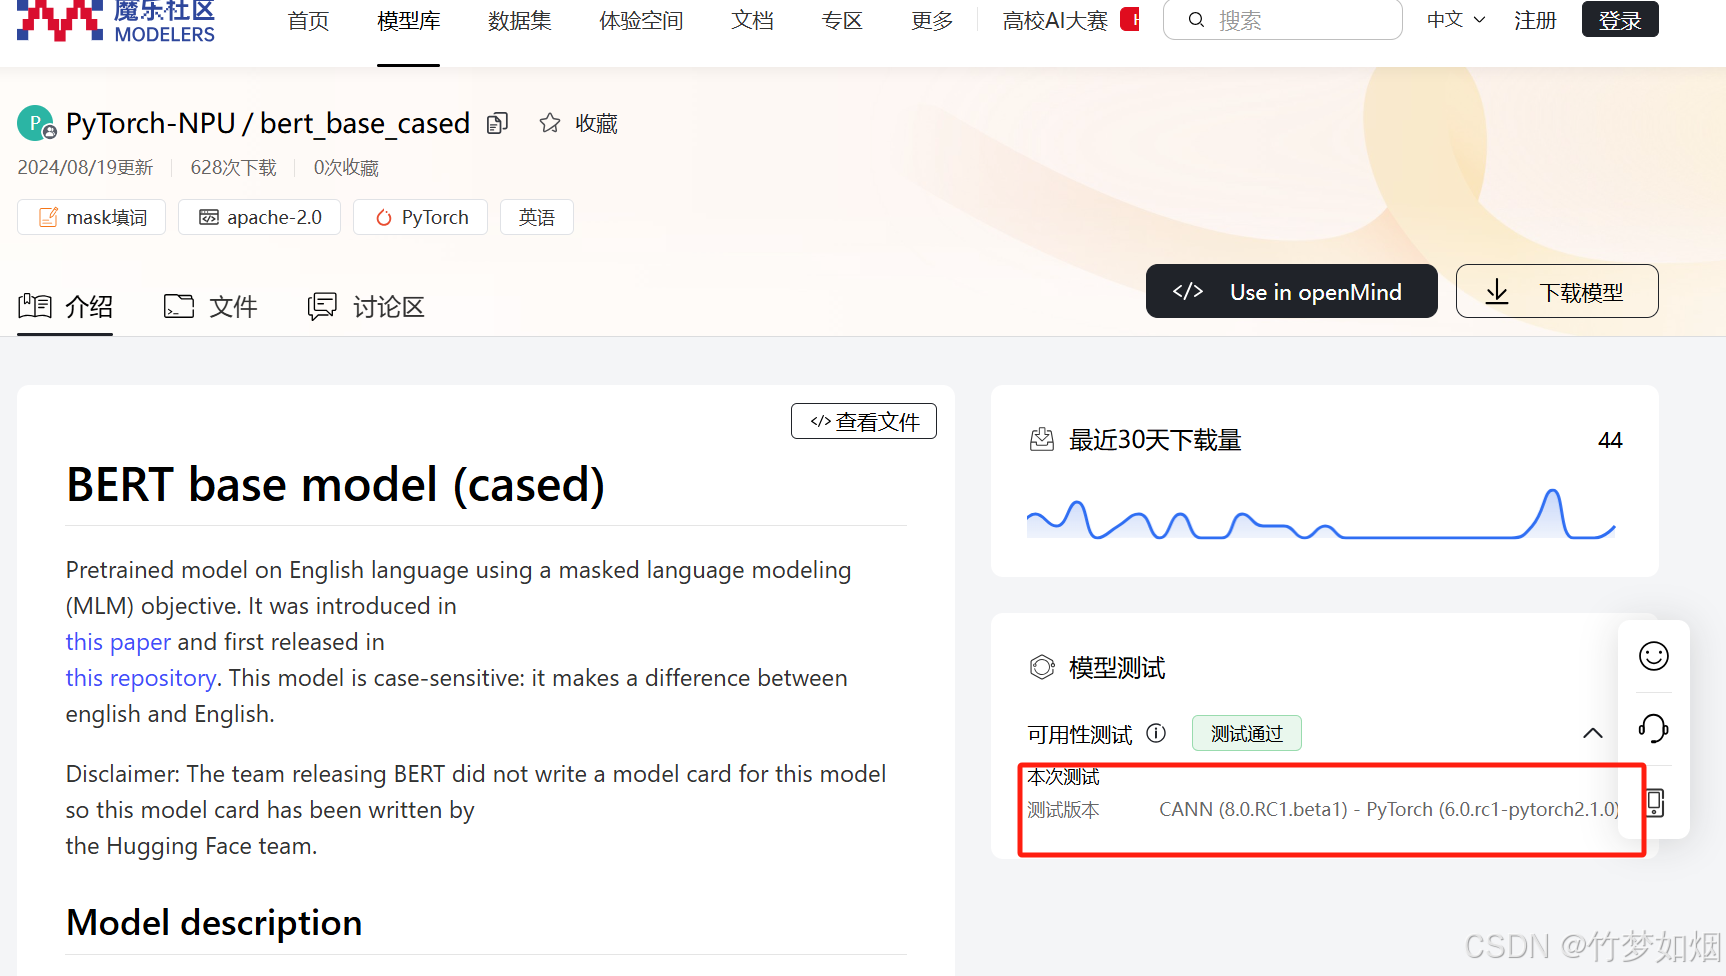 魔乐社区
MODELERS
首页
模型库
数据集
体验空间
文档
专区
更多
高校AI大赛
搜索
中文
注册
登录
P
PyTorch-NPU / bert_base_cased
收藏
2024/08/19更新
628次下载
0次收藏
mask填词
apache-2.0
PyTorch
英语
介绍
文件
讨论区
</> Use in openMind
下载模型
</> 查看文件
BERT base model (cased)
Pretrained model on English language using a masked language modeling
(MLM) objective. It was introduced in
this paper and first released in
this repository. This model is case-sensitive: it makes a difference between
english and English.
Disclaimer: The team releasing BERT did not write a model card for this model
so this model card has been written by
the Hugging Face team.
Model description
最近30天下载量
44
模型测试
可用性测试
测试通过
本次测试
测试版本
CANN (8.0.RC1.beta1) - PyTorch (6.0.rc1-pytorch2.1.0)
CSDN @竹梦如烟